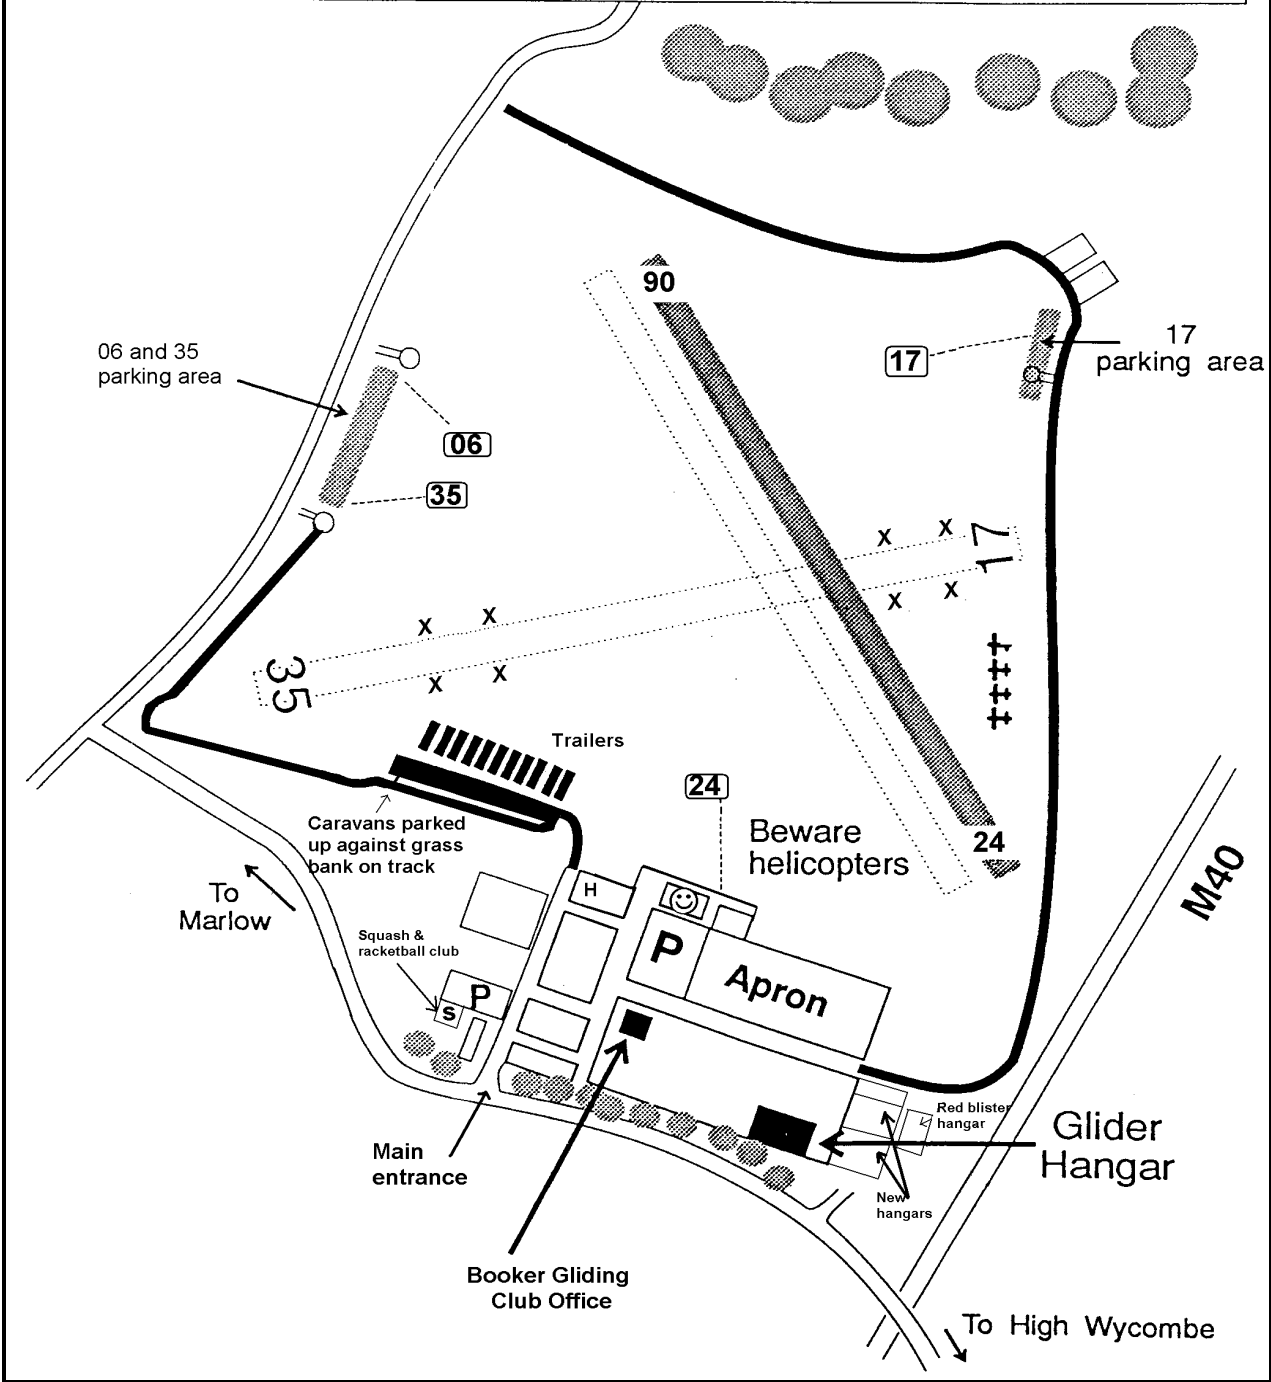 90
06 and 35
parking area
17
17
parking area
06
35
X
X
X
X
17
X
X
X
X
35
Trailers
24
Beware
helicopters
24
Caravans parked
up against grass
bank on track
M40
To
Marlow
H
Squash &
racketball club
P
Apron
P
S
Red blister
hangar
Glider
Hangar
Main
entrance
New
hangars
Booker Gliding
Club Office
To High Wycombe